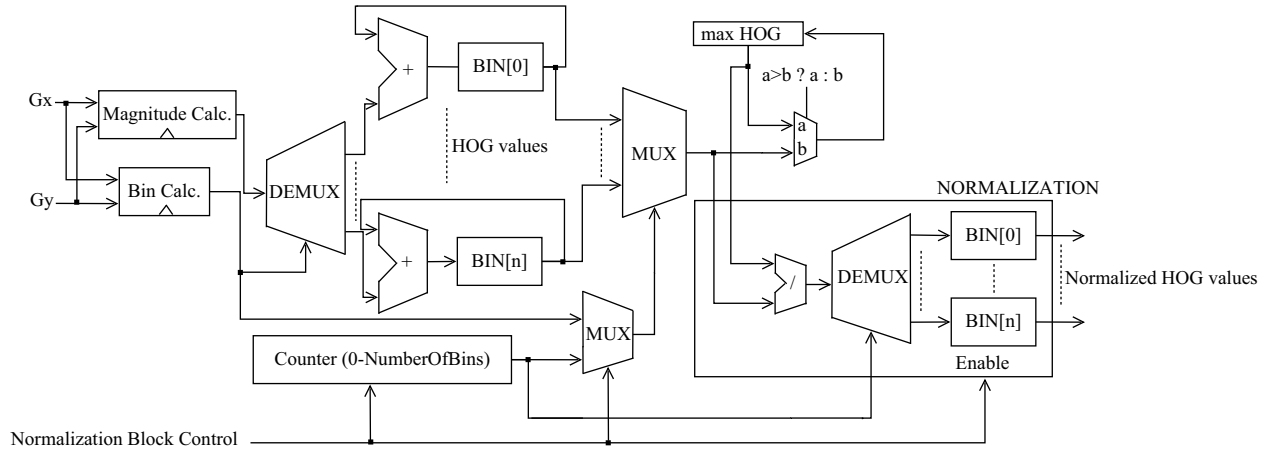 max HOG
+
BIN[0]
a>b ? a : b
Gx
Magnitude Calc.
a
HOG values
b
MUX
Bin Calc.
DEMUX
Gy
NORMALIZATION
BIN[0]
+
BIN[n]
DEMUX
/
Normalized HOG values
BIN[n]
MUX
Counter (0-NumberOfBins)
Enable
Normalization Block Control